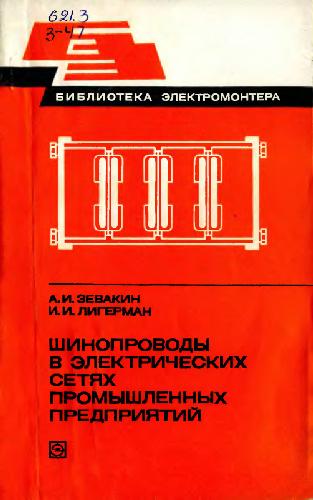 621.3
З-47
БИБЛИОТЕКА ЭЛЕКТРОМОНТЕРА
А.И. ЗЕВАКИН
И.И. ЛИГЕРМАН
ШИНОПРОВОДЫ
В ЭЛЕКТРИЧЕСКИХ
СЕТЯХ
ПРОМЫШЛЕННЫХ
ПРЕДПРИЯТИЙ